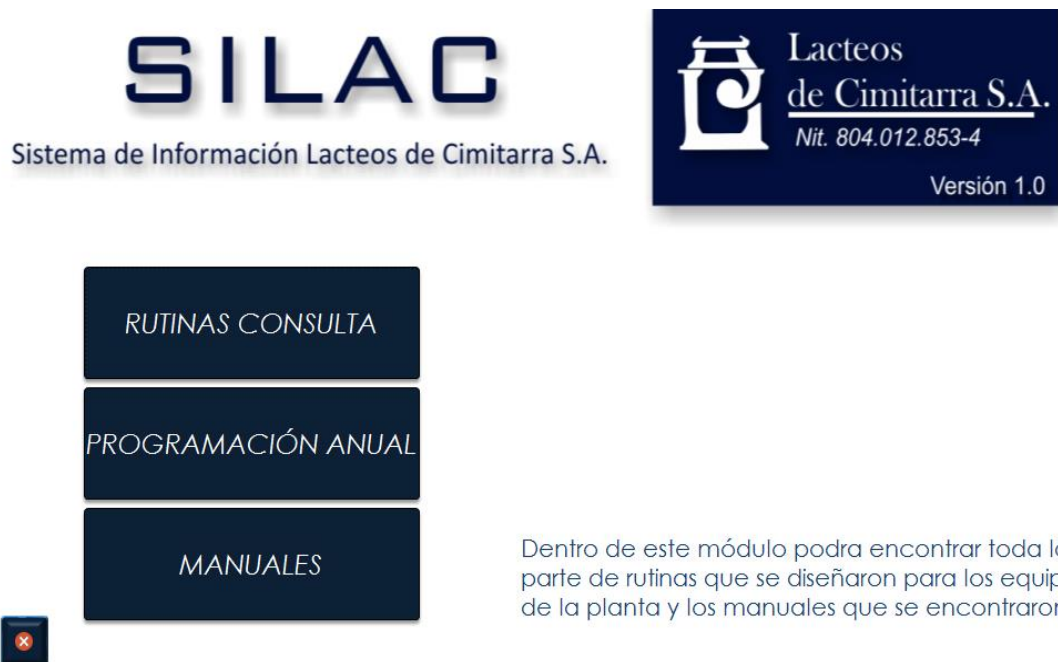 SILAC
Sistema de Información Lacteos de Cimitarra S.A.
Lacteos
de Cimitarra S.A.
Nit. 804.012.853-4
Versión 1.0
RUTINAS CONSULTA
PROGRAMACIÓN ANUAL
MANUALES
Dentro de este módulo podra encontrar toda
parte de rutinas que se diseñaron para los
de la planta y los manuales que se